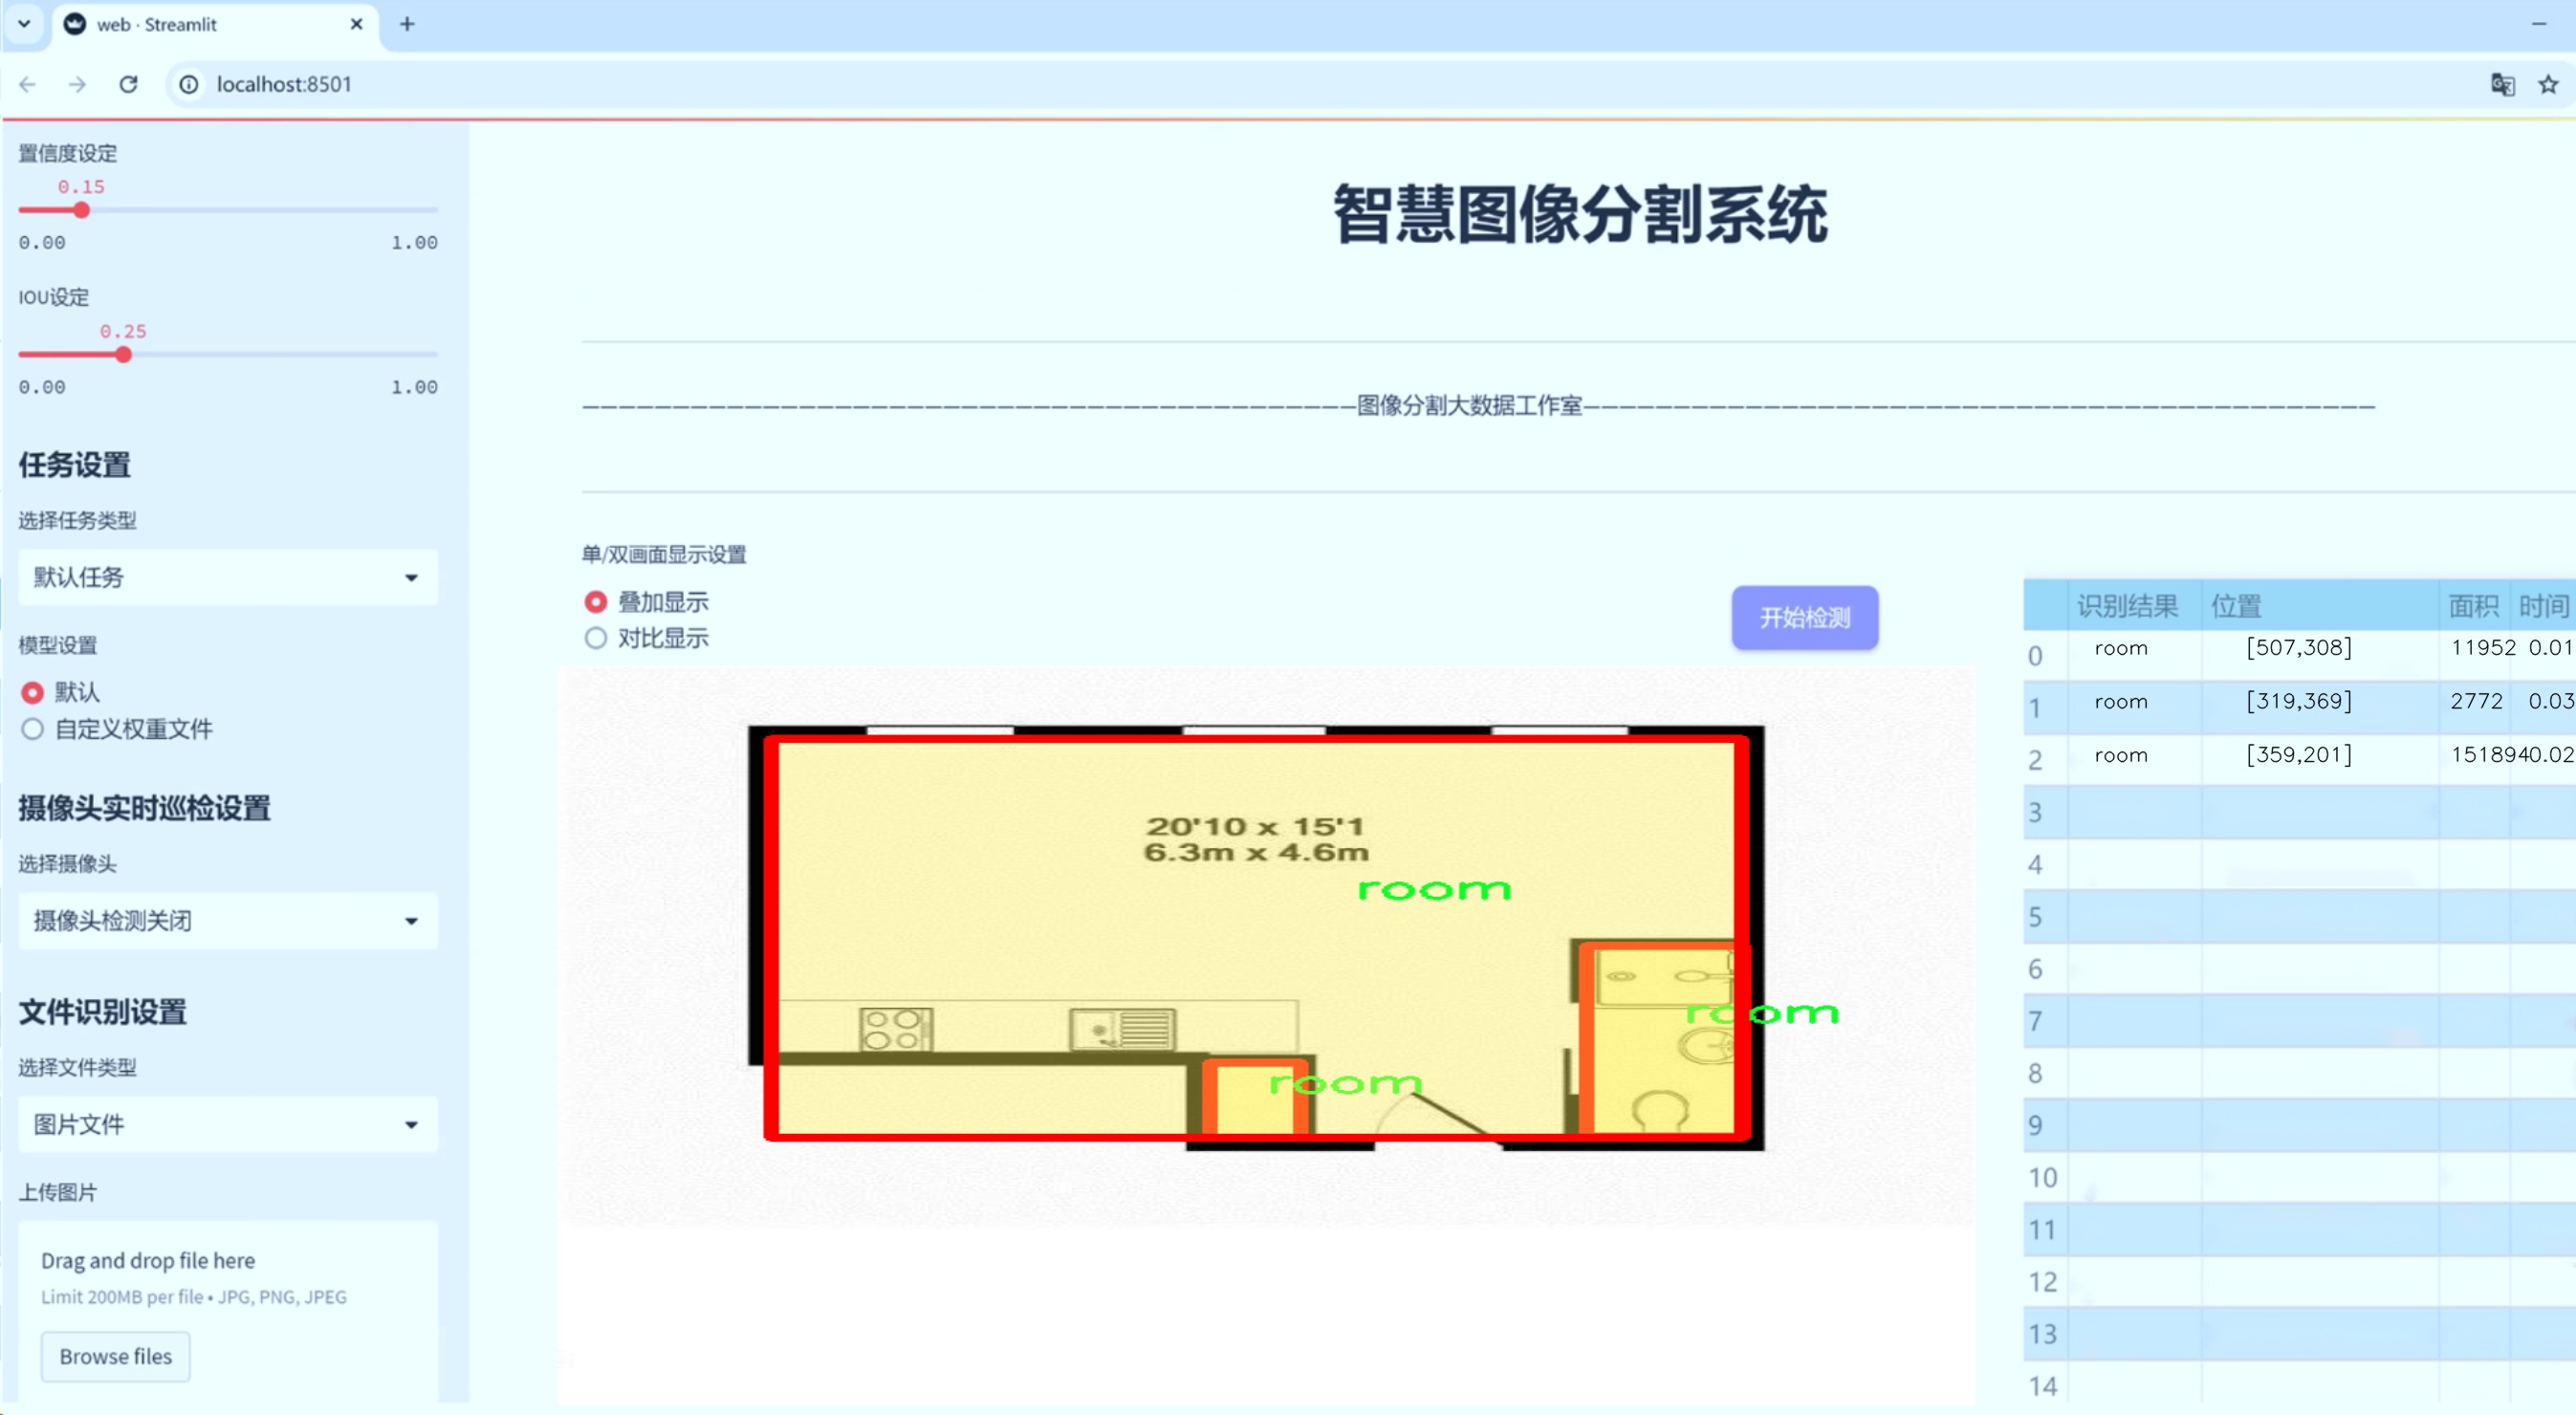 web · Streamlit
localhost:8501
置信度设定
0.15
0.00 1.00
IOU设定
0.25
0.00 1.00
任务设置
选择任务类型
默认任务
模型设置
默认
自定义权重文件
摄像头实时巡检设置
选择摄像头
摄像头检测关闭
文件识别设置
选择文件类型
图片文件
上传图片
Drag and drop file here
Limit 200MB per file • JPG, PNG, JPEG
Browse files
智慧图像分割系统
———————————————————————————————————————————图像分割大数据工作室————————————————————————————————————————————
单/双画面显示设置
叠加显示
对比显示
开始检测
20'10 x 15'1
6.3m x 4.6m
room
room
room
识别结果 位置 面积 时间
0 room [507,308] 11952 0.01
1 room [319,369] 2772 0.03
2 room [359,201] 1518940.02
3
4
5
6
7
8
9
10
11
12
13
14